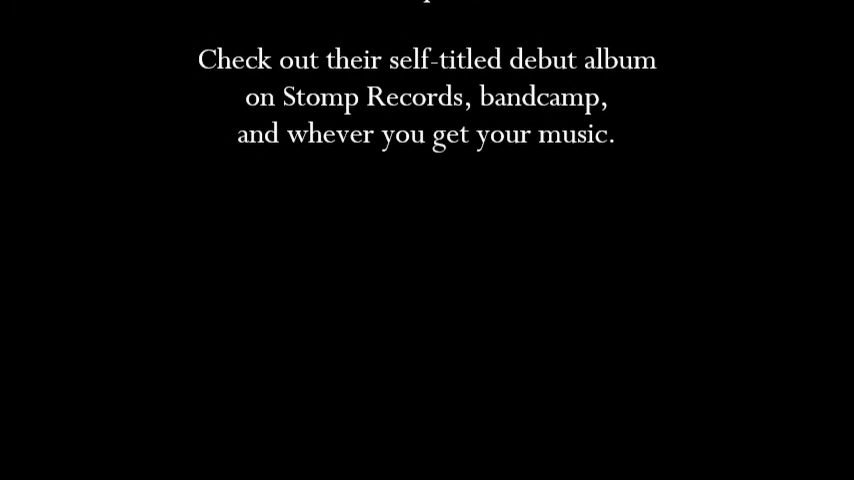 Check out their self-titled debut album
on Stomp Records, bandcamp,
and whever you get your music.